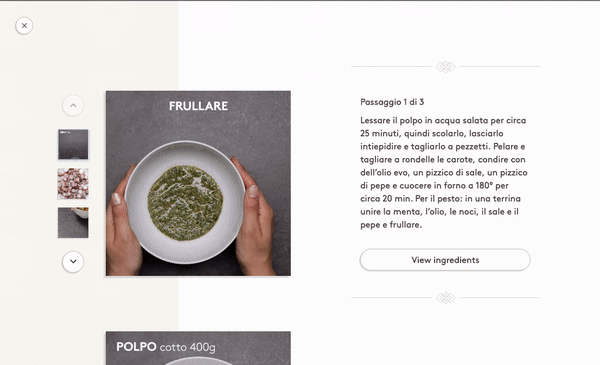 FRULLARE
Passaggio 1 di 3
Lessare il polpo in acqua salata per circa
25 minuti, quindi scolarlo, lasciarlo
intiepidire e tagliarlo a pezzetti. Pelare e
tagliare a rondelle le carote, condire con
dell'olio evo, un pizzico di sale, un pizzico
di pepe e cuocere in forno a 180° per
circa 20 min. Per il pesto: in una terrina
unire la menta, l'olio, le noci, il sale e il
pepe e frullare.
View ingredients
POLPO cotto 400g